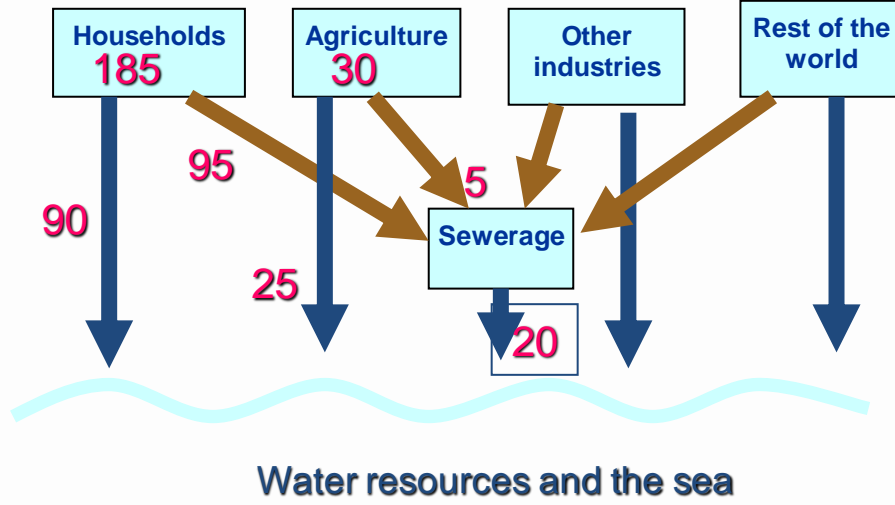 Households
185
Agriculture
30
Other
industries
Rest of the
world
95
5
90
Sewerage
25
20
Water resources and the sea